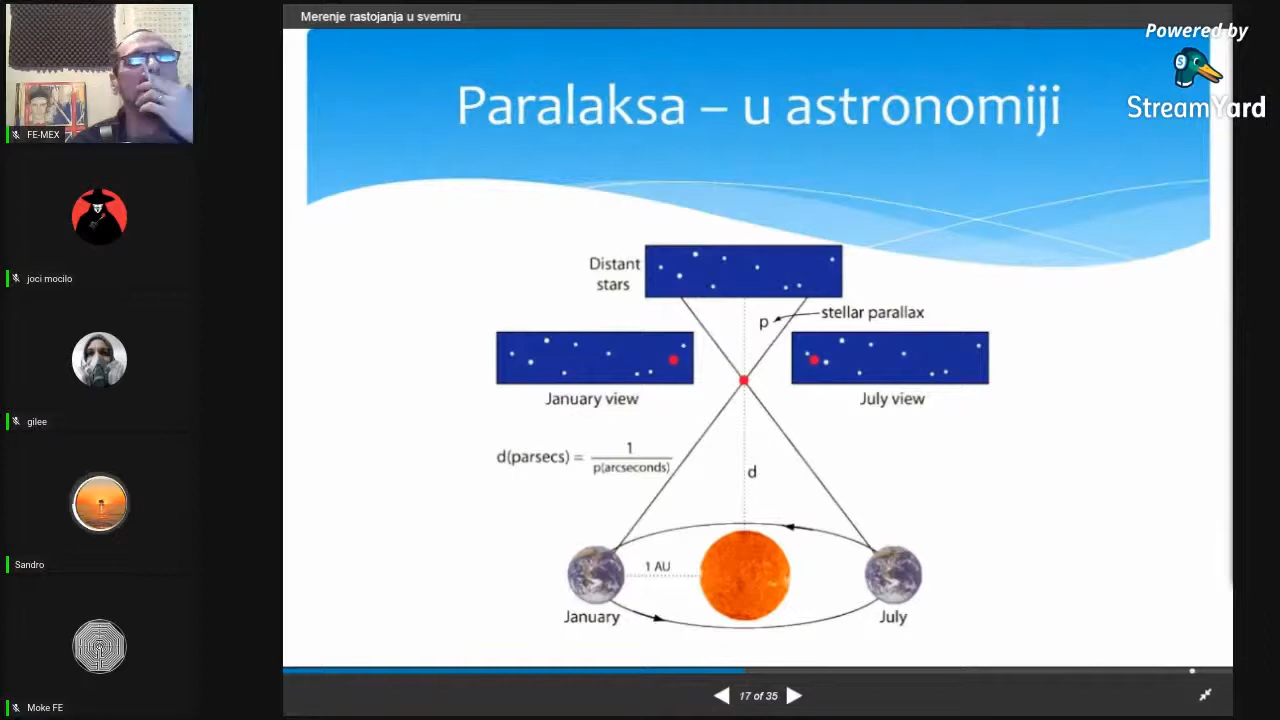 Merenje rastojanja u svemiru
Powered by
StreamYard
Paralaksa – u astronomiji
Distant
stars
p
stellar parallax
January view
July view
d(parsecs) =
1
p(arcseconds)
d
1 AU
January
July
FE-MEX
joci mocilo
gilee
Sandro
Moke FE
17 of 35